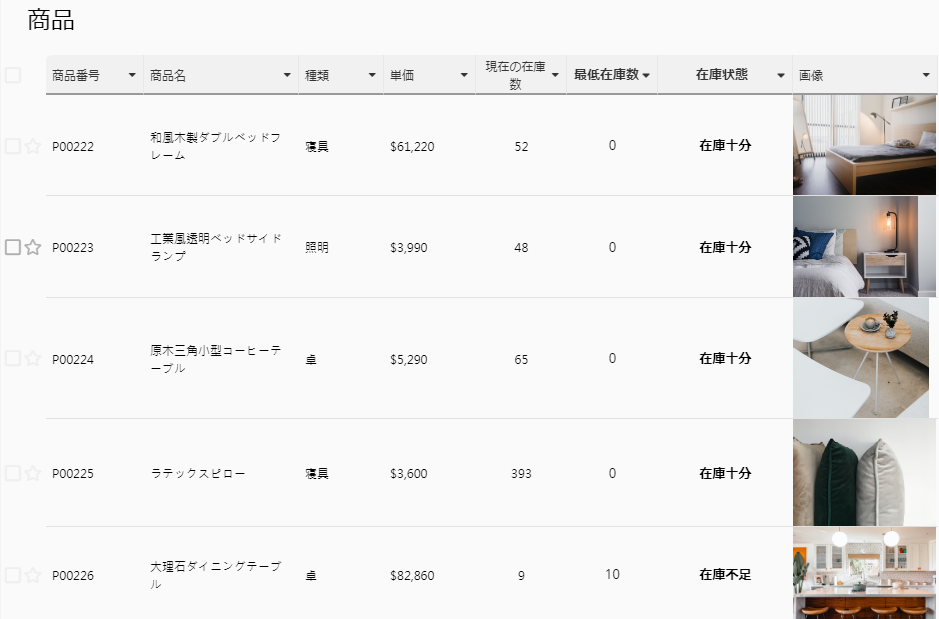 商品
商品番号 商品名 種類 単価 現在の在庫数 最低在庫数 在庫状態 画像
P00222 和風木製ダブルベッドフレーム 寝具 $61,220 52 0 在庫十分
P00223 工業風透明ベッドサイドランプ 照明 $3,990 48 0 在庫十分
P00224 原木三角小型コーヒーテーブル 卓 $5,290 65 0 在庫十分
P00225 ラテックスピロー 寝具 $3,600 393 0 在庫十分
P00226 大理石ダイニングテーブル 卓 $82,860 9 10 在庫不足